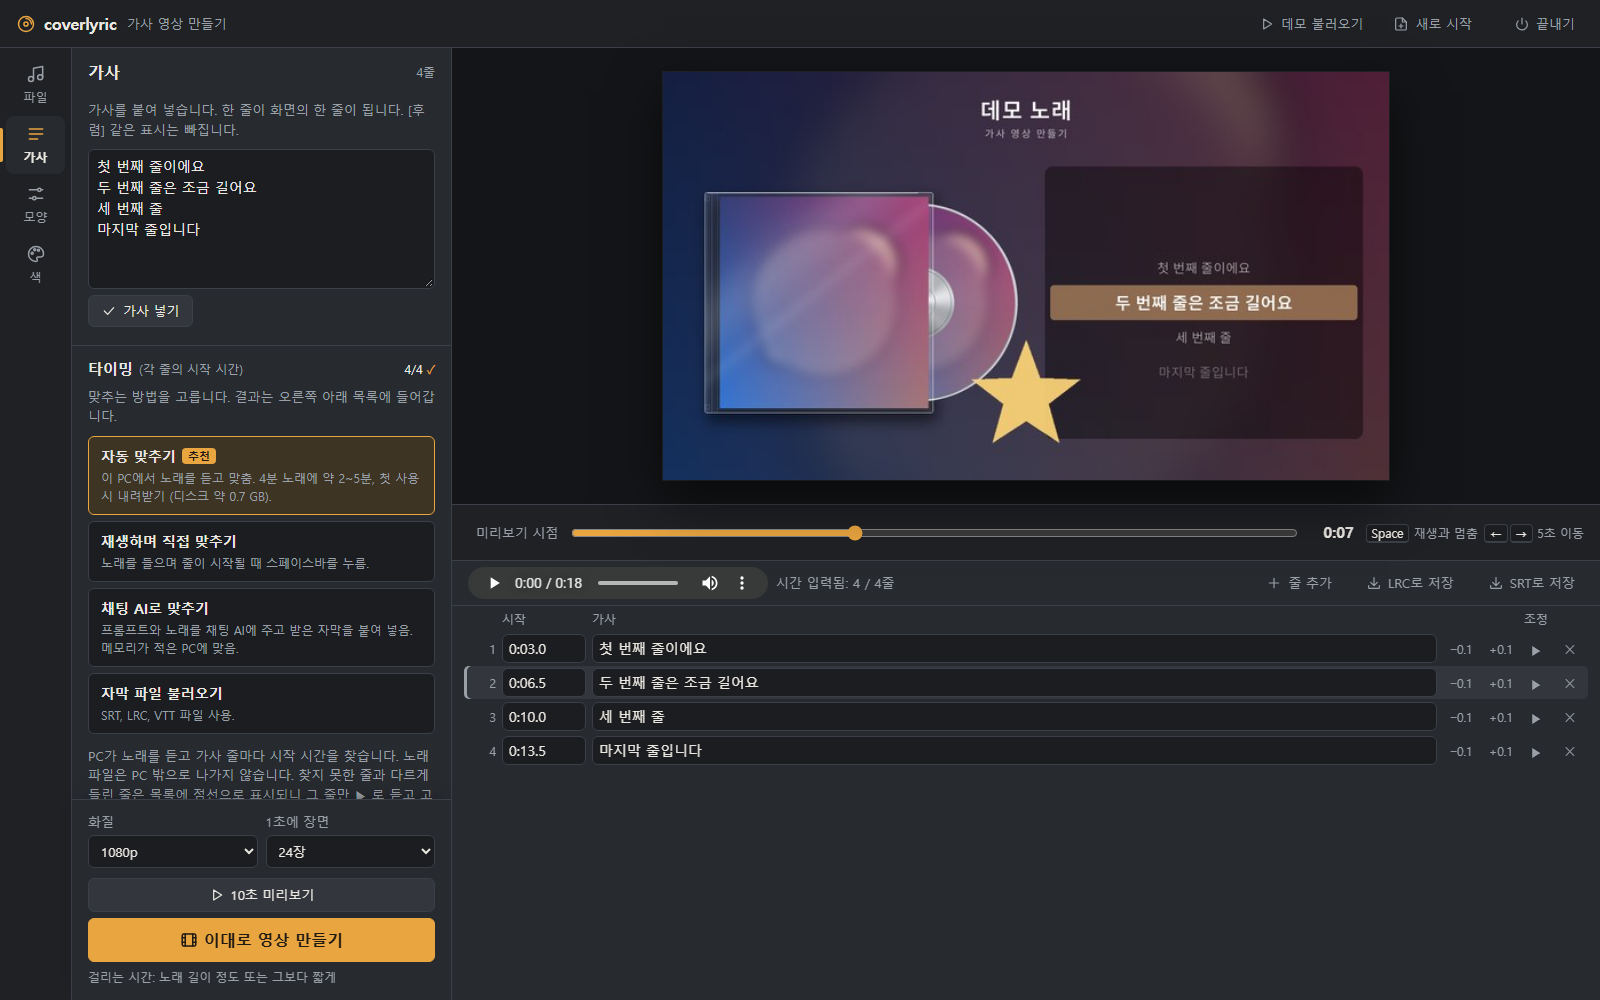 coverlyric 가사 영상 만들기
데모 불러오기
새로 시작
끝내기
파일
가사
모양
색
가사
4줄
가사를 붙여 넣습니다. 한 줄이 화면의 한 줄이 됩니다. [후
렴] 같은 표시는 빠집니다.
첫 번째 줄이에요
두 번째 줄은 조금 길어요
세 번째 줄
마지막 줄입니다
가사 넣기
타이밍 (각 줄의 시작 시간)
4/4 ✓
맞추는 방법을 고릅니다. 결과는 오른쪽 아래 목록에 들어갑
니다.
자동 맞추기 추천
이 PC에서 노래를 듣고 맞춤. 4분 노래에 약 2~5분, 첫 사용
시 내려받기 (디스크 약 0.7 GB).
재생하며 직접 맞추기
노래를 들으며 줄이 시작될 때 스페이스바를 누름.
채팅 AI로 맞추기
프롬프트와 노래를 채팅 AI에 주고 받은 자막을 붙여 넣음.
메모리가 적은 PC에 맞음.
자막 파일 불러오기
SRT, LRC, VTT 파일 사용.
PC가 노래를 듣고 가사 줄마다 시작 시간을 찾습니다. 노래
파일은 PC 밖으로 나가지 않습니다. 찾지 못한 줄과 다르게
들린 줄은 목록에 점선으로 표시되니 그 줄만 ▶ 로 듣고 고
화질
1초에 장면
1080p
24장
10초 미리보기
이대로 영상 만들기
걸리는 시간: 노래 길이 정도 또는 그보다 짧게
데모 노래
가사 영상 만들기
첫 번째 줄이에요
두 번째 줄은 조금 길어요
세 번째 줄
마지막 줄입니다
미리보기 시점
0:07
Space 재생과 멈춤 ← → 5초 이동
0:00 / 0:18
시간 입력됨: 4 / 4줄
+ 줄 추가
LRC로 저장
SRT로 저장
시작 가사 조정
1 0:03.0 첫 번째 줄이에요 −0.1 +0.1 ▶ ×
2 0:06.5 두 번째 줄은 조금 길어요 −0.1 +0.1 ▶ ×
3 0:10.0 세 번째 줄 −0.1 +0.1 ▶ ×
4 0:13.5 마지막 줄입니다 −0.1 +0.1 ▶ ×